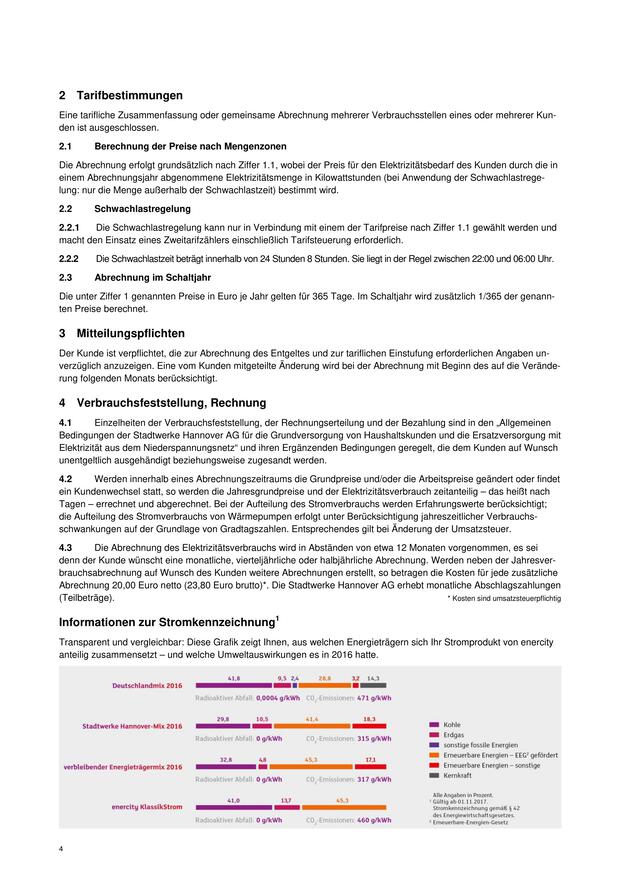 2 Tarifbestimmungen
Eine tarifliche Zusammenfassung oder gemeinsame Abrechnung mehrerer Verbrauchsstellen eines oder mehrerer Kun-
den ist ausgeschlossen.
2.1 Berechnung der Preise nach Mengenzonen
Die Abrechnung erfolgt grundsätzlich nach Ziffer 1.1, wobei der Preis für den Elektrizitätsbedarf des Kunden durch die in
einem Abrechnungsjahr abgenommene Elektrizitätsmenge in Kilowattstunden (bei Anwendung der Schwachlastrege-
lung: nur die Menge außerhalb der Schwachlastzeit) bestimmt wird.
2.2 Schwachlastregelung
2.2.1 Die Schwachlastregelung kann nur in Verbindung mit einem der Tarifpreise nach Ziffer 1.1 gewählt werden und
macht den Einsatz eines Zweitarifzählers einschließlich Tarifsteuerung erforderlich.
2.2.2 Die Schwachlastzeit beträgt innerhalb von 24 Stunden 8 Stunden. Sie liegt in der Regel zwischen 22:00 und 06:00 Uhr.
2.3 Abrechnung im Schaltjahr
Die unter Ziffer 1 genannten Preise in Euro je Jahr gelten für 365 Tage. Im Schaltjahr wird zusätzlich 1/365 der genann-
ten Preise berechnet.
3 Mitteilungspflichten
Der Kunde ist verpflichtet, die zur Abrechnung des Entgeltes und zur tariflichen Einstufung erforderlichen Angaben un-
verzüglich anzuzeigen. Eine vom Kunden mitgeteilte Änderung wird bei der Abrechnung mit Beginn des auf die Verände-
rung folgenden Monats berücksichtigt.
4 Verbrauchsfeststellung, Rechnung
4.1 Einzelheiten der Verbrauchsfeststellung, der Rechnungserteilung und der Bezahlung sind in den „Allgemeinen
Bedingungen der Stadtwerke Hannover AG für die Grundversorgung von Haushaltskunden und die Ersatzversorgung mit
Elektrizität aus dem Niederspannungsnetz“ und ihren Ergänzenden Bedingungen geregelt, die dem Kunden auf Wunsch
unentgeltlich ausgehändigt beziehungsweise zugesandt werden.
4.2 Werden innerhalb eines Abrechnungszeitraums die Grundpreise und/oder die Arbeitspreise geändert oder findet
ein Kundenwechsel statt, so werden die Jahresgrundpreise und der Elektrizitätsverbrauch zeitanteilig – das heißt nach
Tagen – errechnet und abgerechnet. Bei der Aufteilung des Stromverbrauchs werden Erfahrungswerte berücksichtigt;
die Aufteilung des Stromverbrauchs von Wärmepumpen erfolgt unter Berücksichtigung jahreszeitlicher Verbrauchs-
schwankungen auf der Grundlage von Gradtagszahlen. Entsprechendes gilt bei Änderung der Umsatzsteuer.
4.3 Die Abrechnung des Elektrizitätsverbrauchs wird in Abständen von etwa 12 Monaten vorgenommen, es sei
denn der Kunde wünscht eine monatliche, vierteljährliche oder halbjährliche Abrechnung. Werden neben der Jahresver-
brauchsabrechnung auf Wunsch des Kunden weitere Abrechnungen erstellt, so betragen die Kosten für jede zusätzliche
Abrechnung 20,00 Euro netto (23,80 Euro brutto)*. Die Stadtwerke Hannover AG erhebt monatliche Abschlagszahlungen
(Teilbeträge). * Kosten sind umsatzsteuerpflichtig
Informationen zur Stromkennzeichnung¹
Transparent und vergleichbar: Diese Grafik zeigt Ihnen, aus welchen Energieträgern sich Ihr Stromprodukt von enercity
anteilig zusammensetzt – und welche Umweltauswirkungen es in 2016 hatte.
41,8 9,5 2,4 28,8 3,2 14,3
Deutschlandmix 2016
Radioaktiver Abfall: 0,0004 g/kWh CO₂-Emissionen: 471 g/kWh
29,8 10,5 41,4 18,3
Stadtwerke Hannover-Mix 2016
Radioaktiver Abfall: 0 g/kWh CO₂-Emissionen: 315 g/kWh
32,8 4,8 45,3 17,1
verbleibender Energieträgermix 2016
Radioaktiver Abfall: 0 g/kWh CO₂-Emissionen: 317 g/kWh
41,0 13,7 45,3
enercity KlassikStrom
Radioaktiver Abfall: 0 g/kWh CO₂-Emissionen: 460 g/kWh
Kohle
Erdgas
sonstige fossile Energien
Erneuerbare Energien – EEG² gefördert
Erneuerbare Energien – sonstige
Kernkraft
Alle Angaben in Prozent.
¹ Gültig ab 01.11.2017.
Stromkennzeichnung gemäß § 42
des Energiewirtschaftsgesetzes.
² Erneuerbare-Energien-Gesetz
4